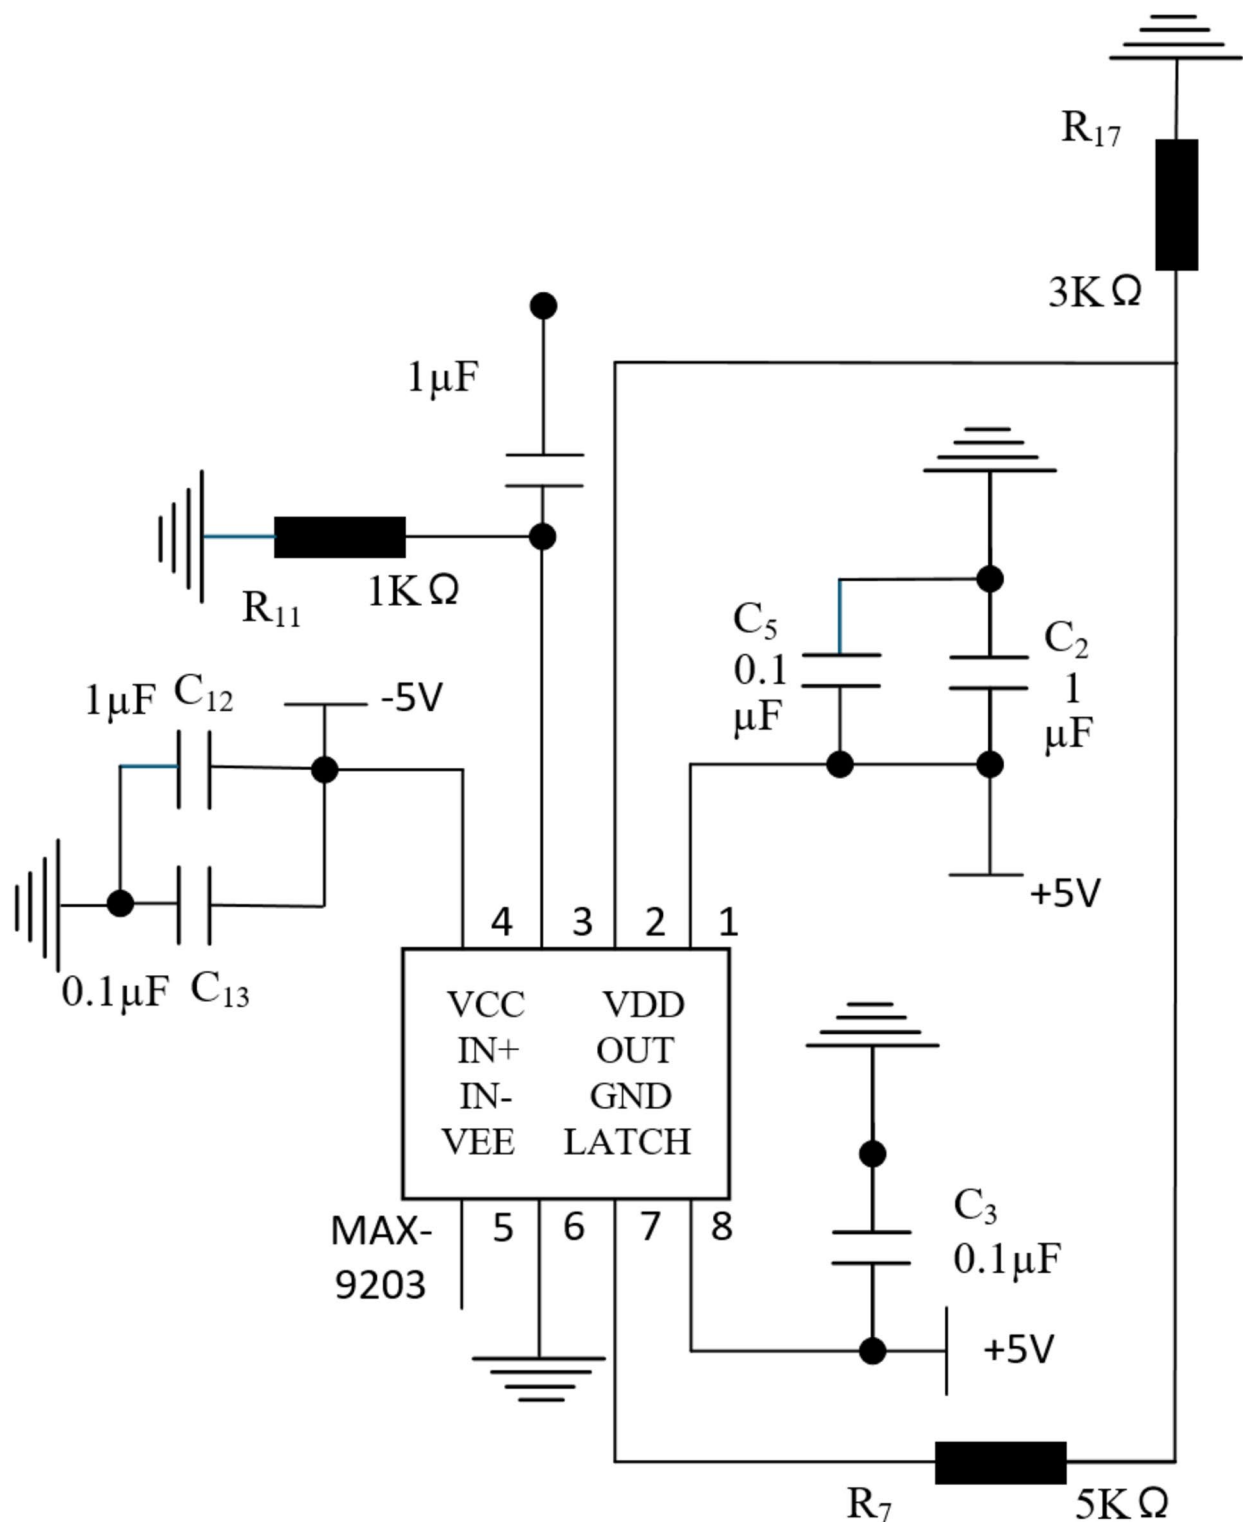 R₁₇
3KΩ
1μF
1KΩ
R₁₁
C₅
0.1
μF
C₂
1
μF
1μF C₁₂
-5V
+5V
0.1μF C₁₃
4 3 2 1
VCC VDD
IN+ OUT
IN- GND
VEE LATCH
MAX-
9203
5 6 7 8
C₃
0.1μF
+5V
R₇ 5KΩ